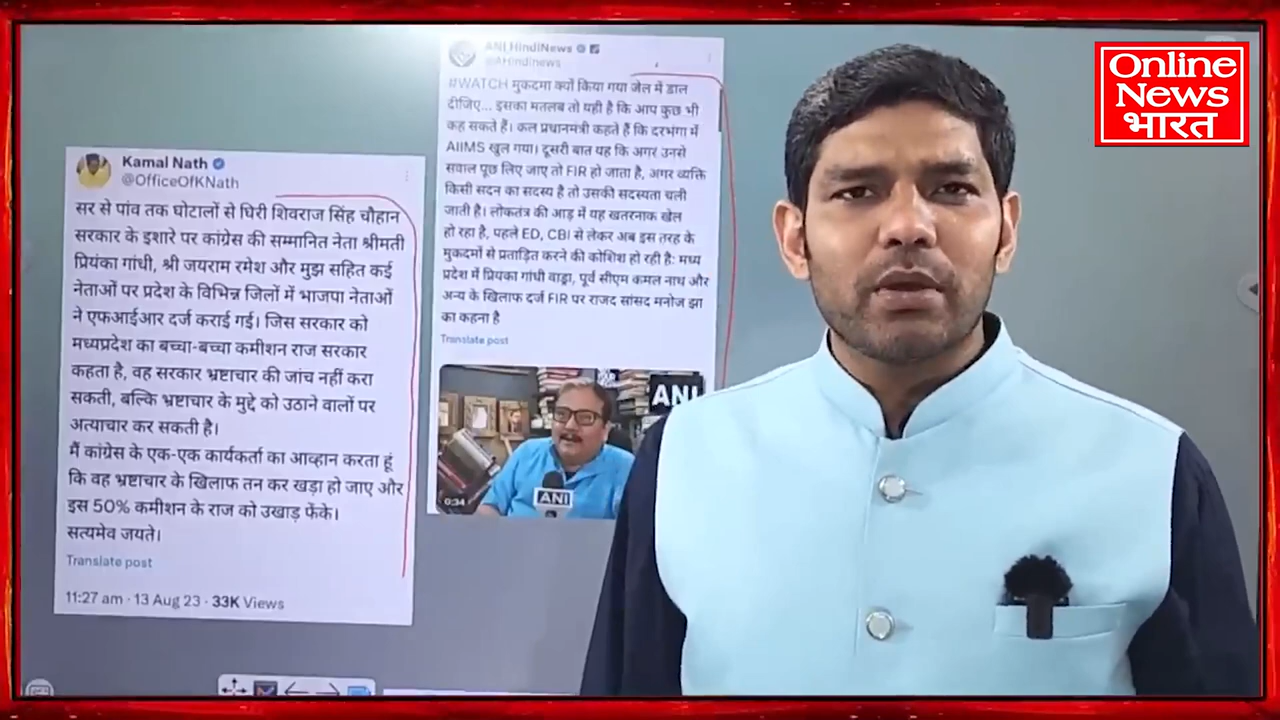 Kamal Nath
@OfficeOfKNath
सर से पांव तक घोटालों से घिरी शिवराज सिंह चौहान
सरकार के इशारे पर कांग्रेस की सम्मानित नेता श्रीमती
प्रियंका गांधी, श्री जयराम रमेश और मुझ सहित कई
नेताओं पर प्रदेश के विभिन्न जिलों में भाजपा नेताओं
ने एफआईआर दर्ज कराई गई। जिस सरकार को
मध्यप्रदेश का बच्चा-बच्चा कमीशन राज सरकार
कहता है, वह सरकार भ्रष्टाचार की जांच नहीं करा
सकती, बल्कि भ्रष्टाचार के मुद्दे को उठाने वालों पर
अत्याचार कर सकती है।
मैं कांग्रेस के एक-एक कार्यकर्ता का आव्हान करता हूं
कि वह भ्रष्टाचार के खिलाफ तन कर खड़ा हो जाए और
इस 50% कमीशन के राज को उखाड़ फेंके।
सत्यमेव जयते।
Translate post
11:27 am · 13 Aug 23 · 33K Views
ANI_HindiNews
@AHindinews
#WATCH मुकदमा क्यों किया गया जेल में डाल
दीजिए... इसका मतलब तो यही है कि आप कुछ भी
कह सकते हैं। कल प्रधानमंत्री कहते हैं कि दरभंगा में
AIIMS खुल गया। दूसरी बात यह कि अगर उनसे
सवाल पूछ लिए जाए तो FIR हो जाता है, अगर व्यक्ति
किसी सदन का सदस्य है तो उसकी सदस्यता चली
जाती है। लोकतंत्र की आड़ में यह खतरनाक खेल
हो रहा है, पहले ED, CBI से लेकर अब इस तरह के
मुकदमों से प्रताड़ित करने की कोशिश हो रही है: मध्य
प्रदेश में प्रियंका गांधी वाड्रा, पूर्व सीएम कमल नाथ और
अन्य के खिलाफ दर्ज FIR पर राजद सांसद मनोज झा
का कहना है
Translate post
ANI
ANI
0:34
Online
News
भारत